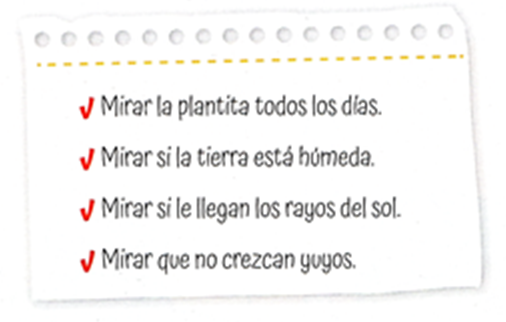 Mirar la plantita todos los días.
Mirar si la tierra está húmeda.
Mirar si le llegan los rayos del sol.
Mirar que no crezcan yuyos.